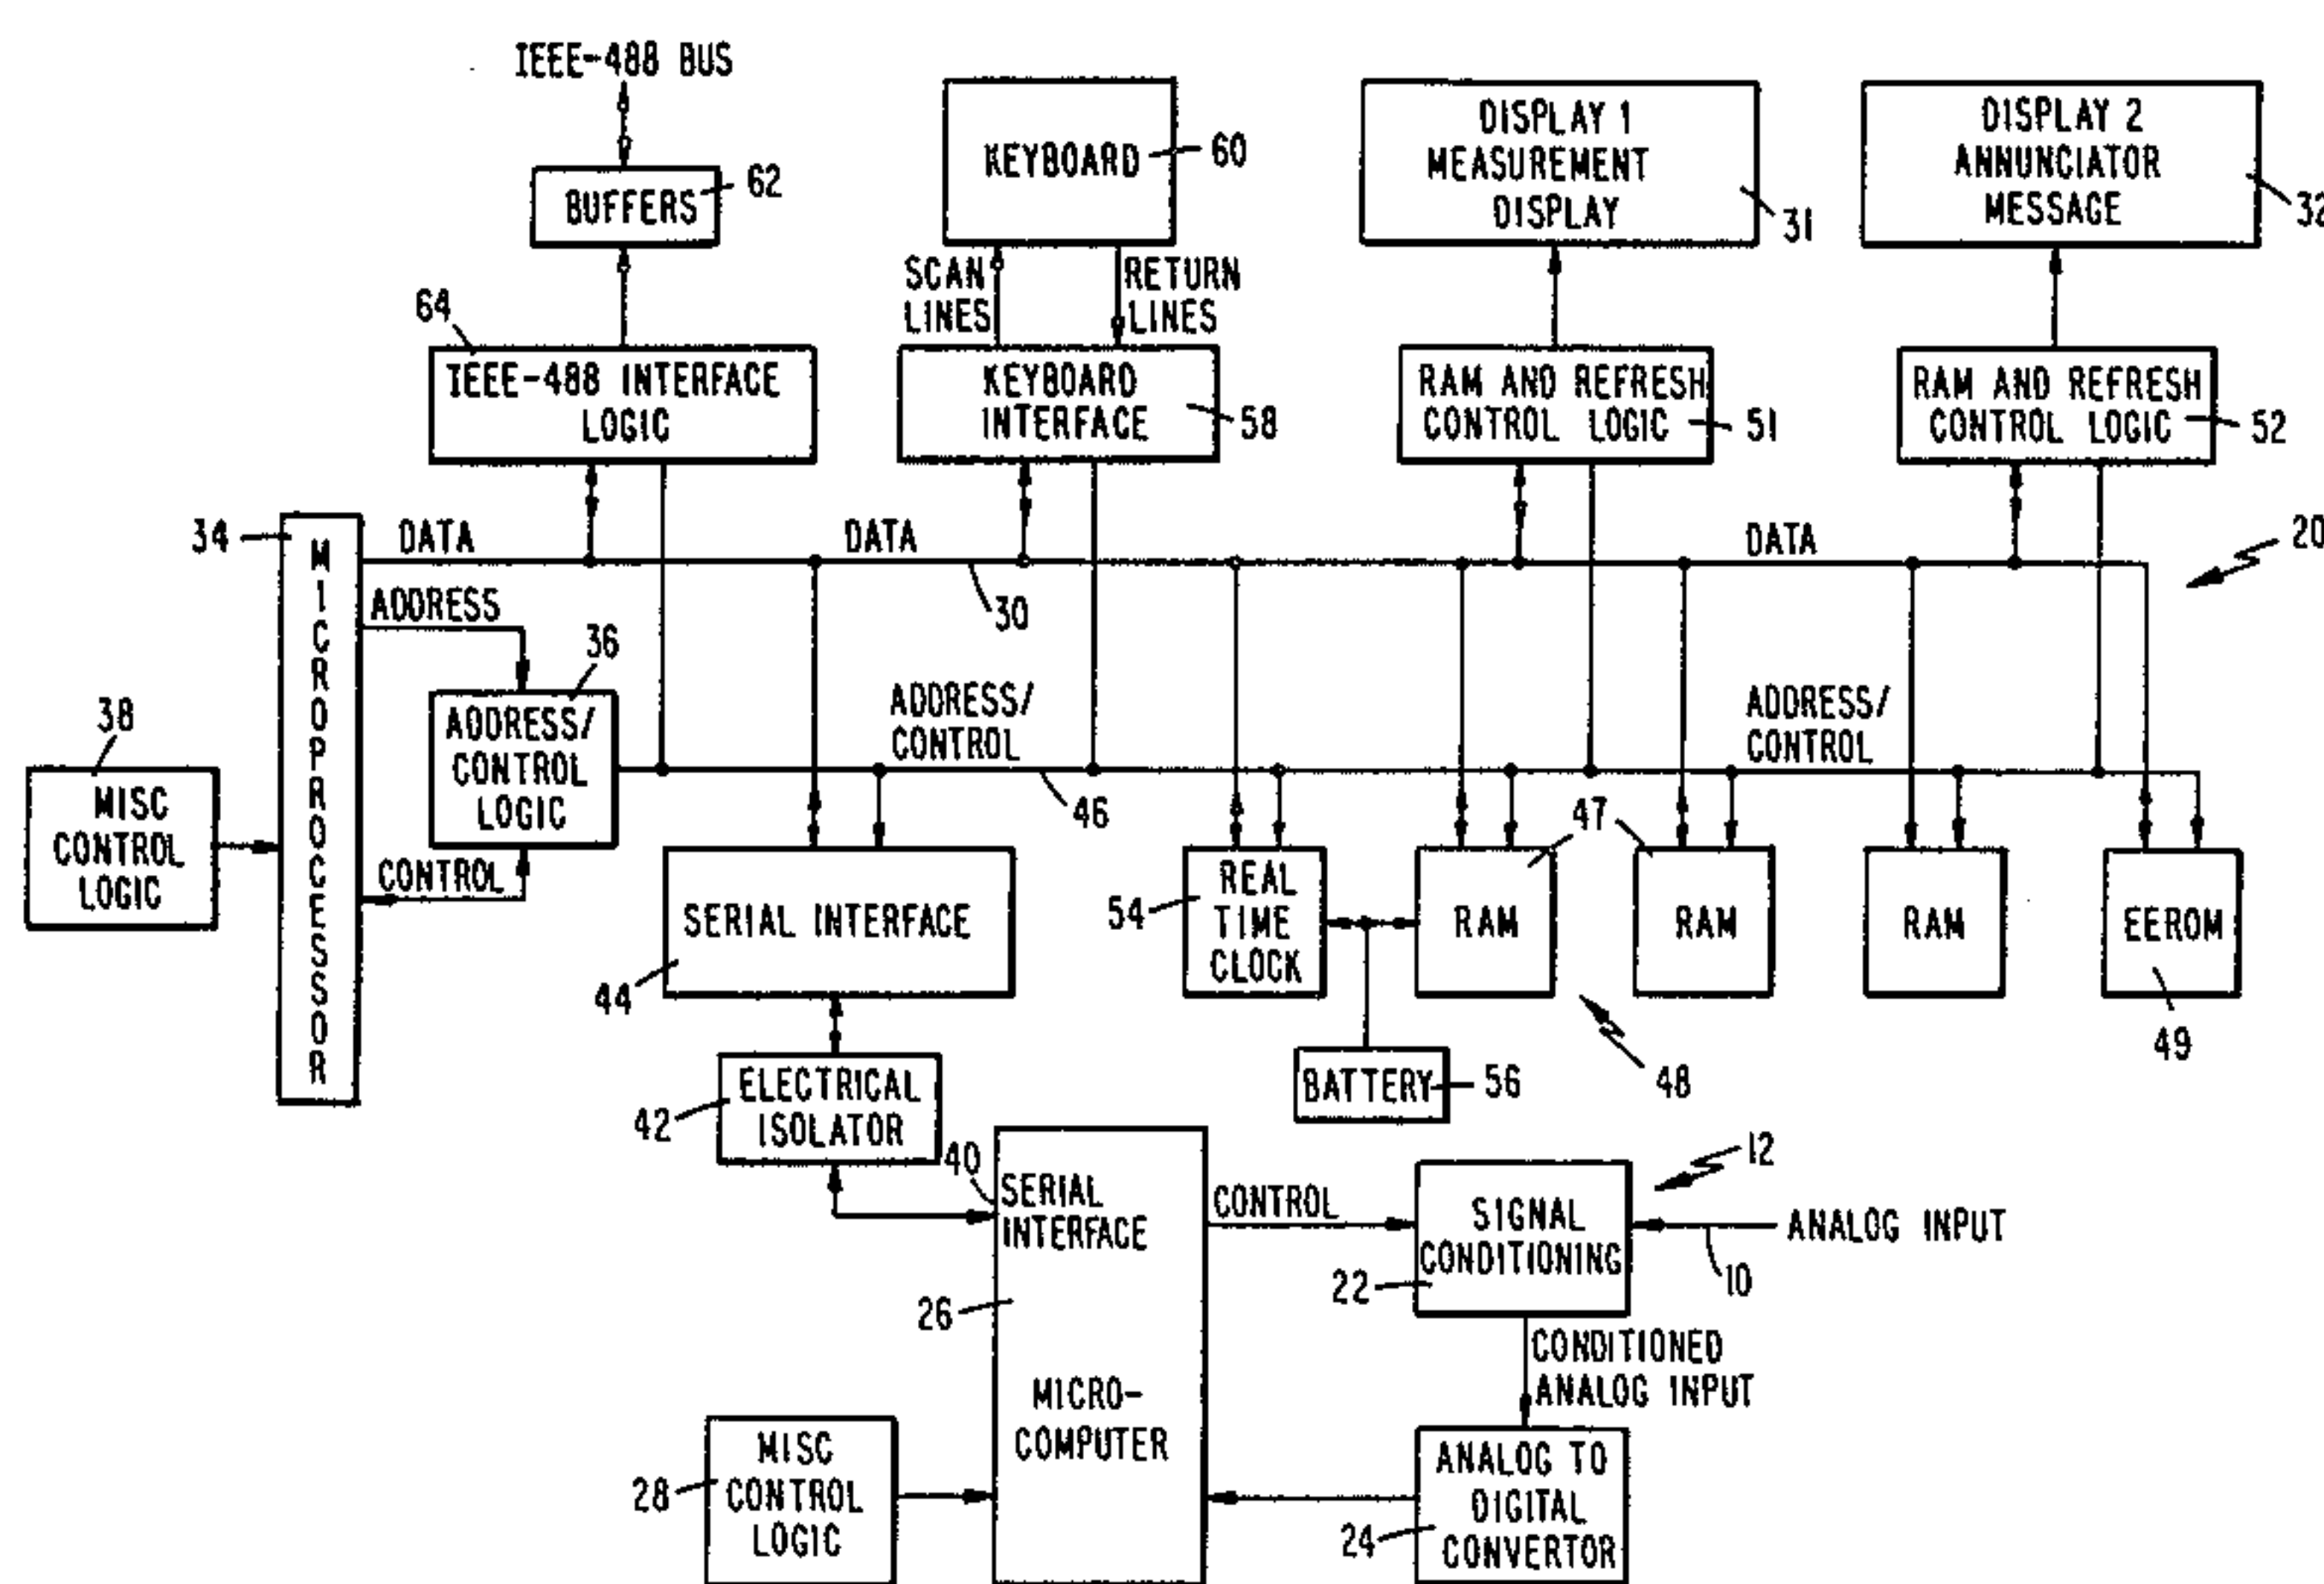 IEEE-488 BUS
BUFFERS
62
KEYBOARD
60
DISPLAY 1
MEASUREMENT
DISPLAY
31
DISPLAY 2
ANNUNCIATOR
MESSAGE
32
SCAN
LINES
RETURN
LINES
64
IEEE-488 INTERFACE
LOGIC
KEYBOARD
INTERFACE
58
RAM AND REFRESH
CONTROL LOGIC
51
RAM AND REFRESH
CONTROL LOGIC
52
34
MICROPROCESSOR
DATA
DATA
DATA
20
30
ADDRESS
36
ADDRESS/
CONTROL
LOGIC
ADDRESS/
CONTROL
46
ADDRESS/
CONTROL
38
MISC
CONTROL
LOGIC
CONTROL
SERIAL INTERFACE
44
54
REAL
TIME
CLOCK
47
RAM
RAM
RAM
EEROM
49
48
BATTERY
56
42
ELECTRICAL
ISOLATOR
40
SERIAL
INTERFACE
26
MICRO-
COMPUTER
CONTROL
SIGNAL
CONDITIONING
22
12
ANALOG INPUT
10
CONDITIONED
ANALOG INPUT
28
MISC
CONTROL
LOGIC
ANALOG TO
DIGITAL
CONVERTOR
24